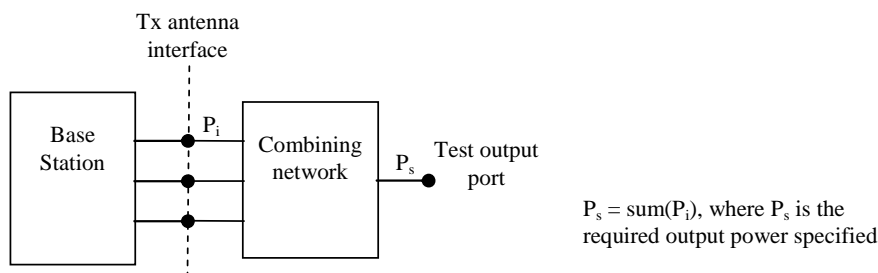 Tx antenna
interface
Base
Station
P_i
Combining
network
P_s
Test output
port
P_s = sum(P_i), where P_s is the
required output power specified